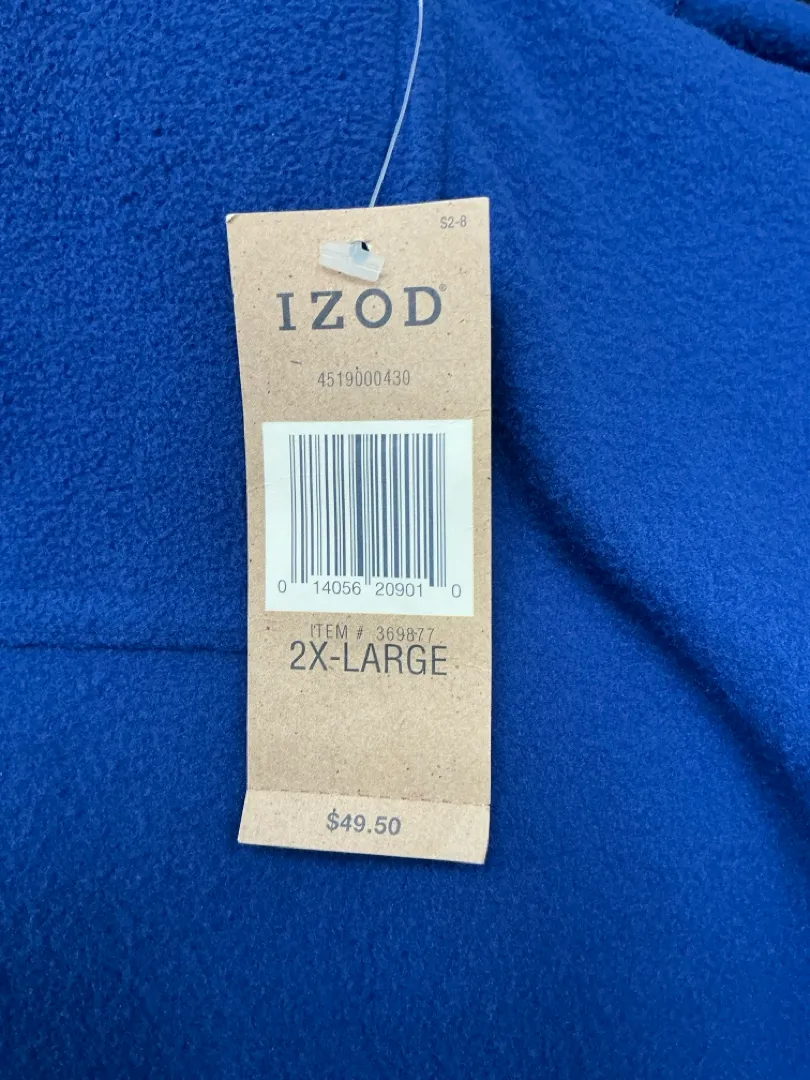 S2-8
IZOD®
4519000430
0 14056 20901 0
ITEM # 369877
2X-LARGE
$49.50